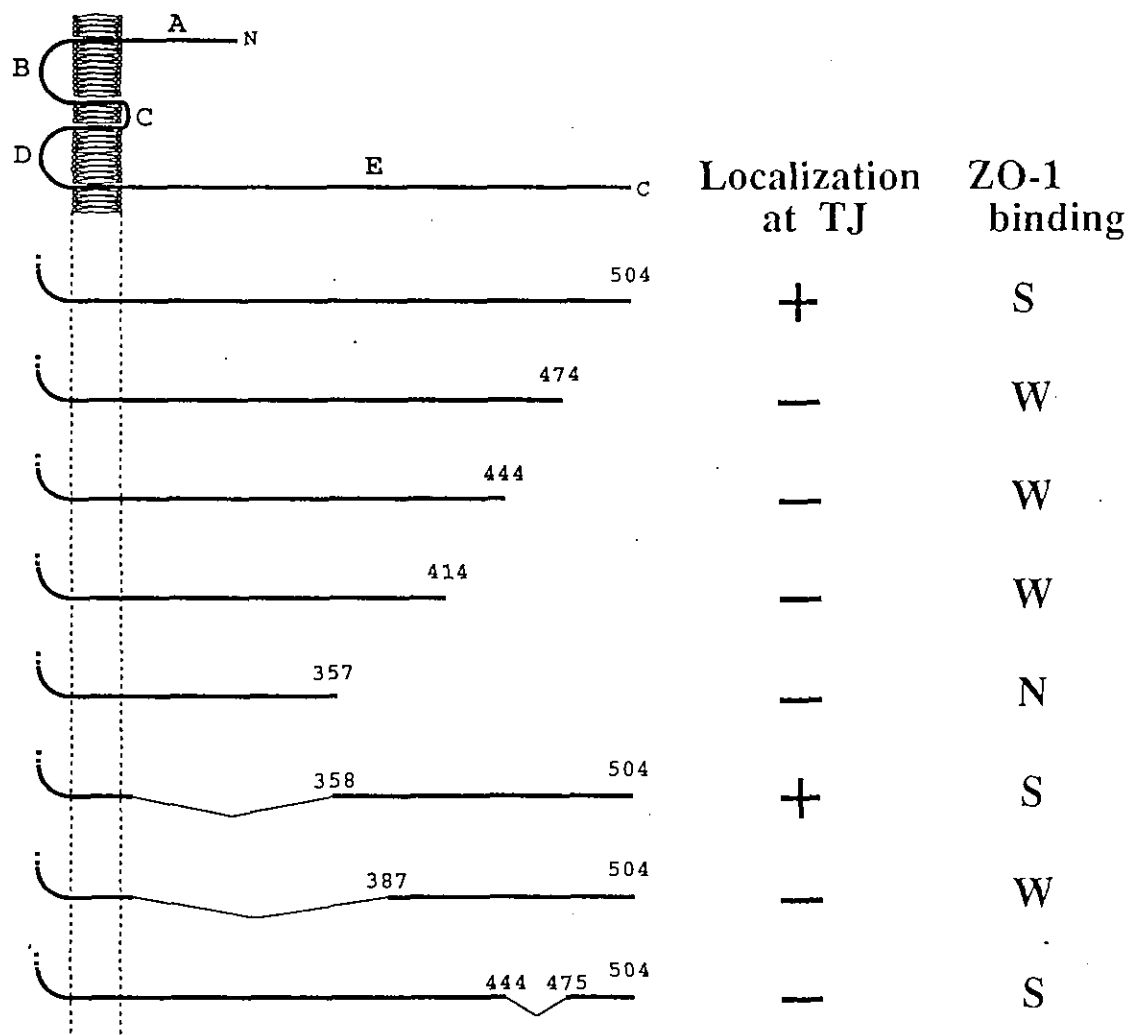 A
N
B
C
D
E
C
Localization at TJ
ZO-1 binding
504
+
S
474
–
W
444
–
W
414
–
W
357
–
N
358
504
+
S
387
504
–
W
444
475
504
–
S